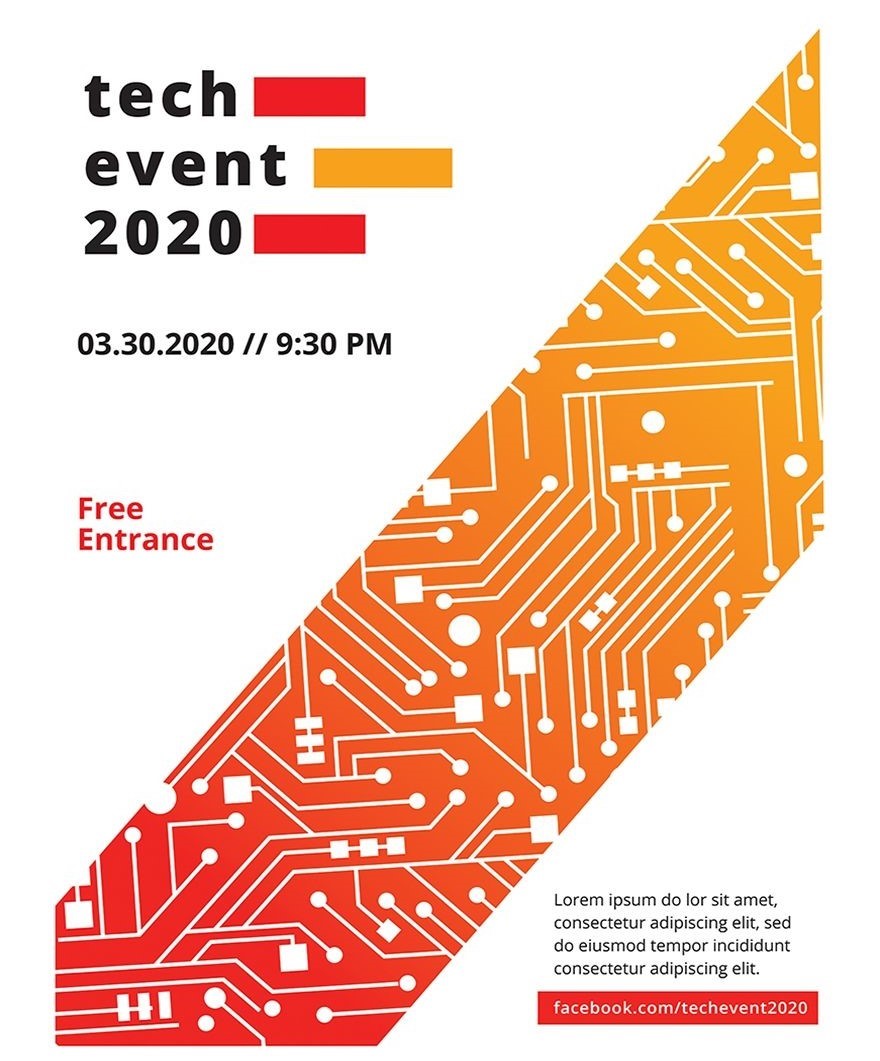 tech
event
2020
03.30.2020 // 9:30 PM
Free
Entrance
Lorem ipsum do lor sit amet,
consectetur adipiscing elit, sed
do eiusmod tempor incididunt
consectetur adipiscing elit.
facebook.com/techevent2020